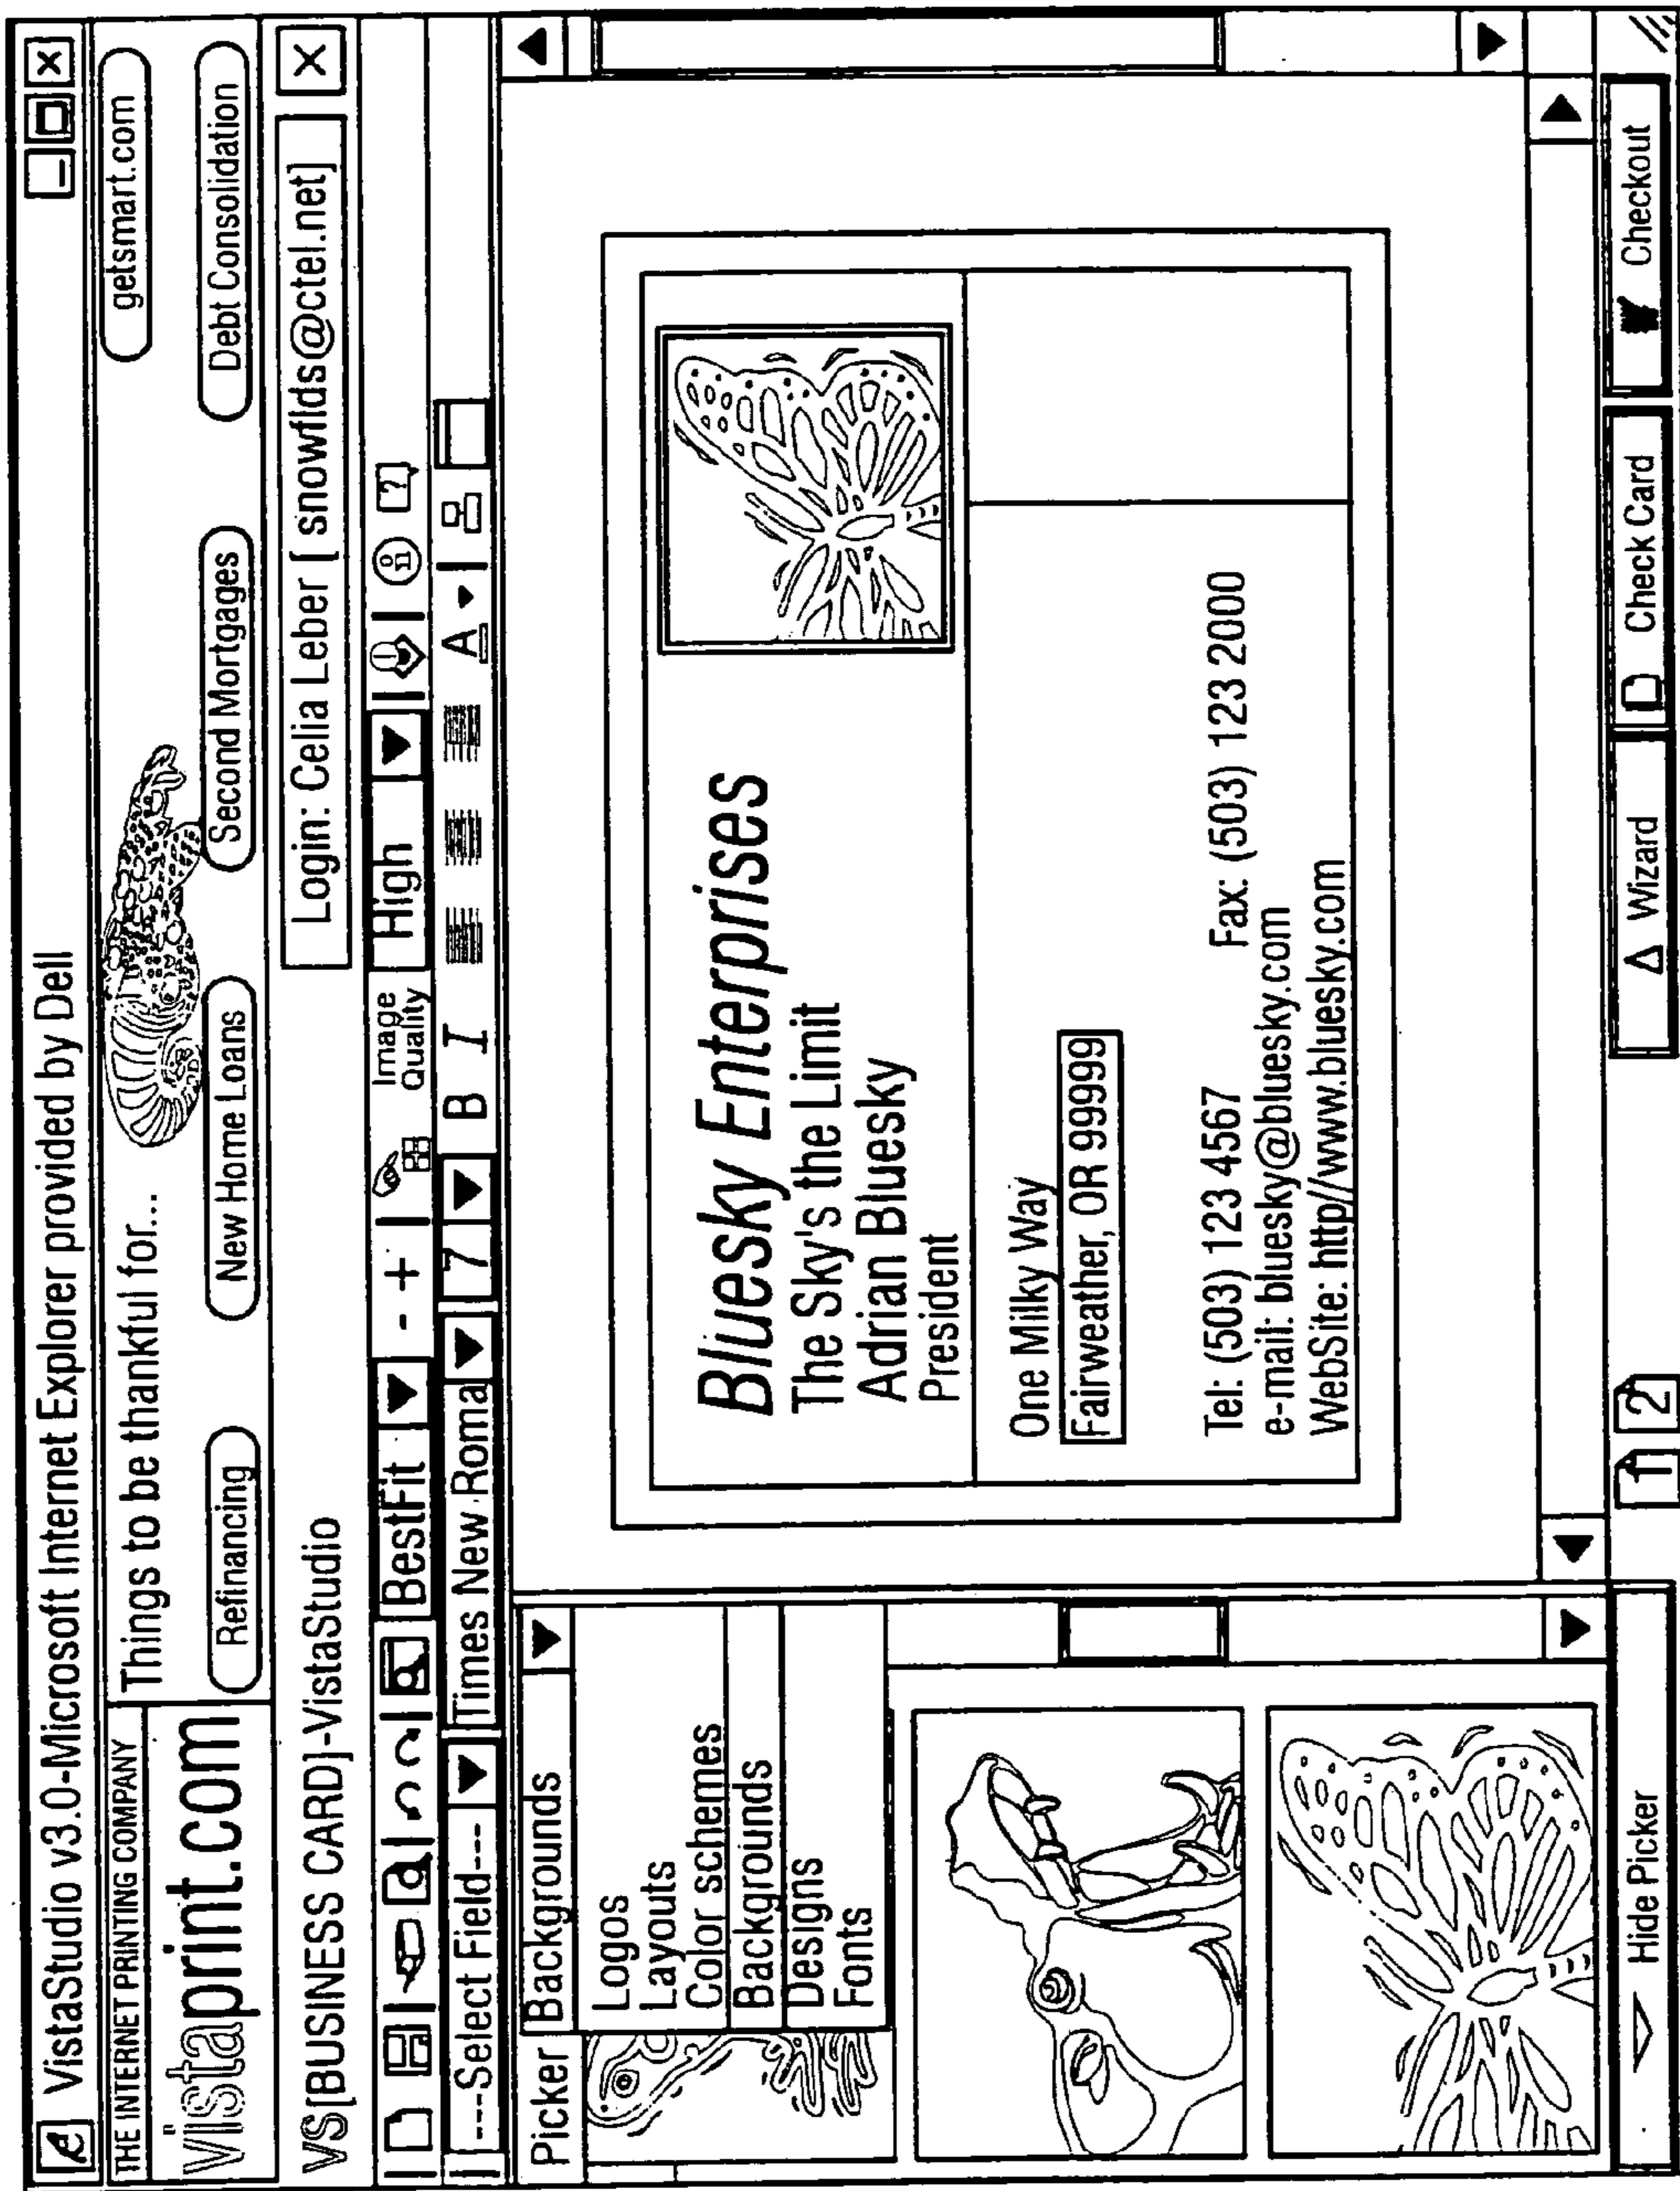 VistaStudio v3.0-Microsoft Internet Explorer provided by Dell
THE INTERNET PRINTING COMPANY
vistaprint.com
Things to be thankful for...
getsmart.com
Refinancing
New Home Loans
Second Mortgages
Debt Consolidation
VS[BUSINESS CARD]-VistaStudio
Login: Celia Leber [ snowflds@ctel.net]
BestFit
- +
Image
Quality
High
?
----Select Field---
Times New Roma
7
B I
A
Picker
Backgrounds
Logos
Layouts
Color schemes
Backgrounds
Designs
Fonts
Bluesky Enterprises
The Sky's the Limit
Adrian Bluesky
President
One Milky Way
Fairweather, OR 99999
Tel: (503) 123 4567 Fax: (503) 123 2000
e-mail: bluesky@bluesky.com
WebSite: http//www.bluesky.com
Hide Picker
1 2
Wizard
Check Card
Checkout